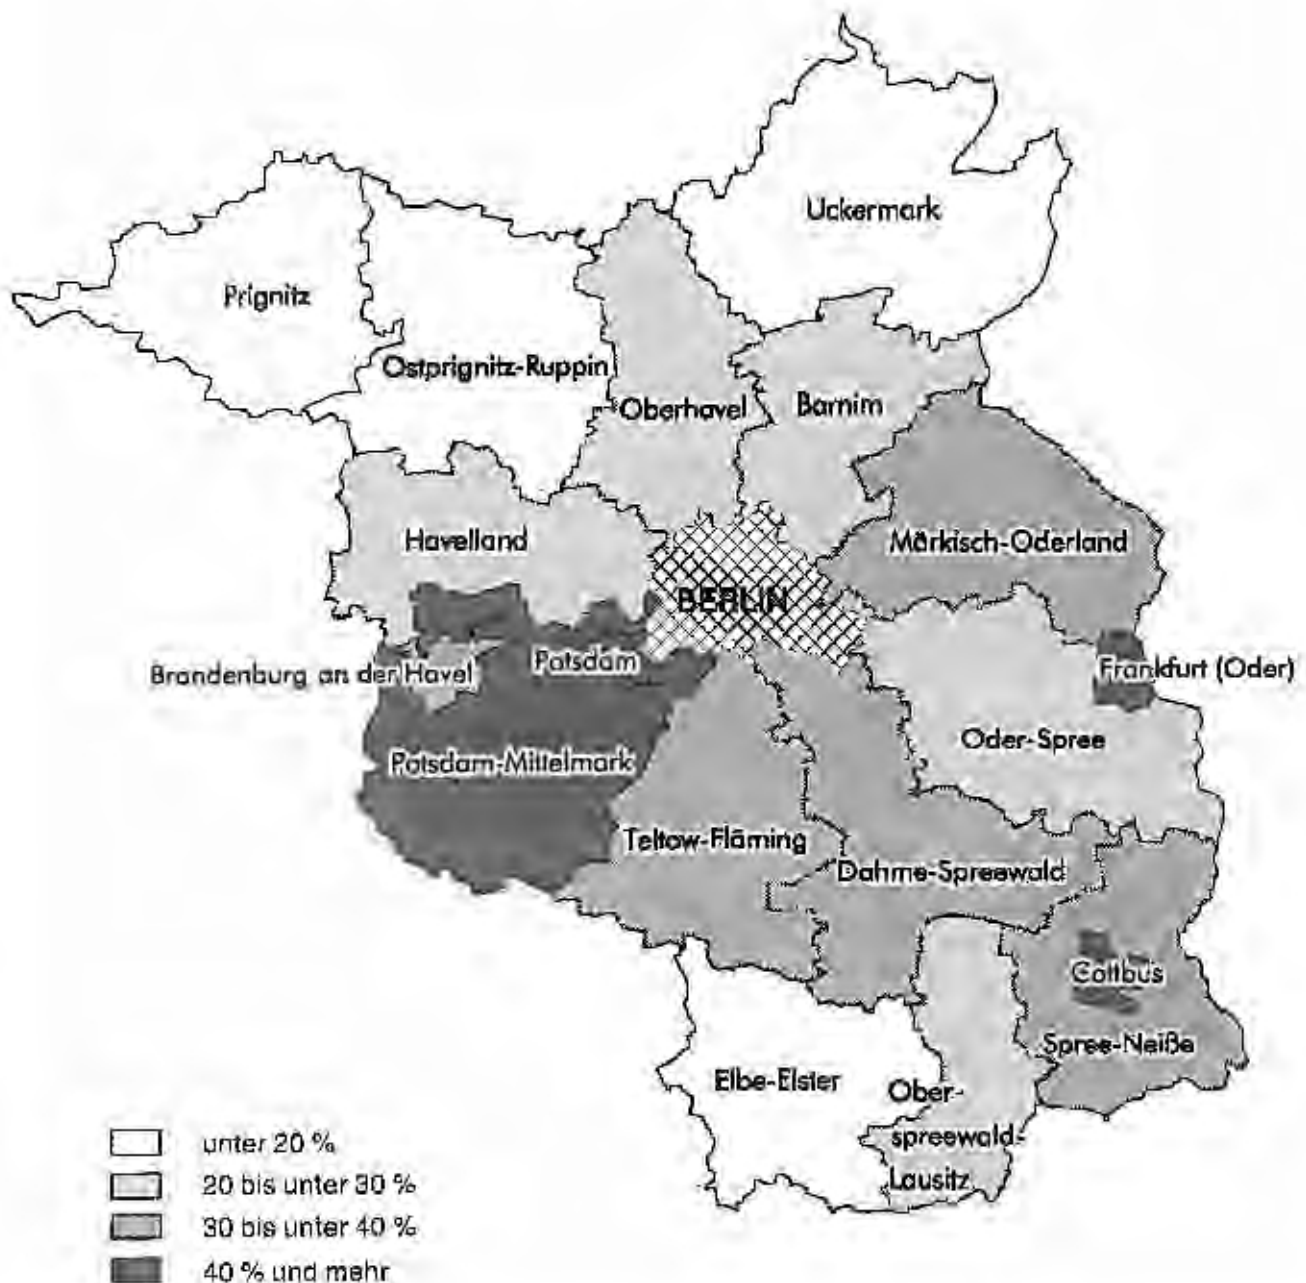 Uckermark
Prignitz
Ostprignitz-Ruppin
Oberhavel
Barnim
Havelland
Märkisch-Oderland
BERLIN
Brandenburg an der Havel
Potsdam
Frankfurt (Oder)
Oder-Spree
Potsdam-Mittelmark
Teltow-Fläming
Dahme-Spreewald
Cottbus
Spree-Neiße
Elbe-Elster
Ober-
spreewald-
Lausitz
unter 20 %
20 bis unter 30 %
30 bis unter 40 %
40 % und mehr